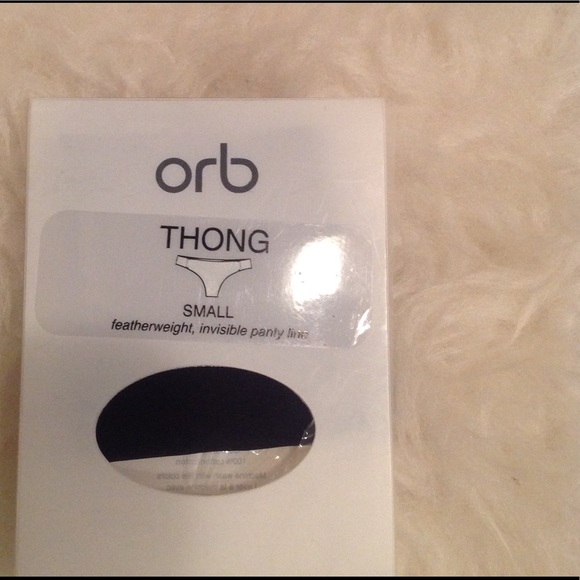 orb
THONG
SMALL
featherweight, invisible panty line